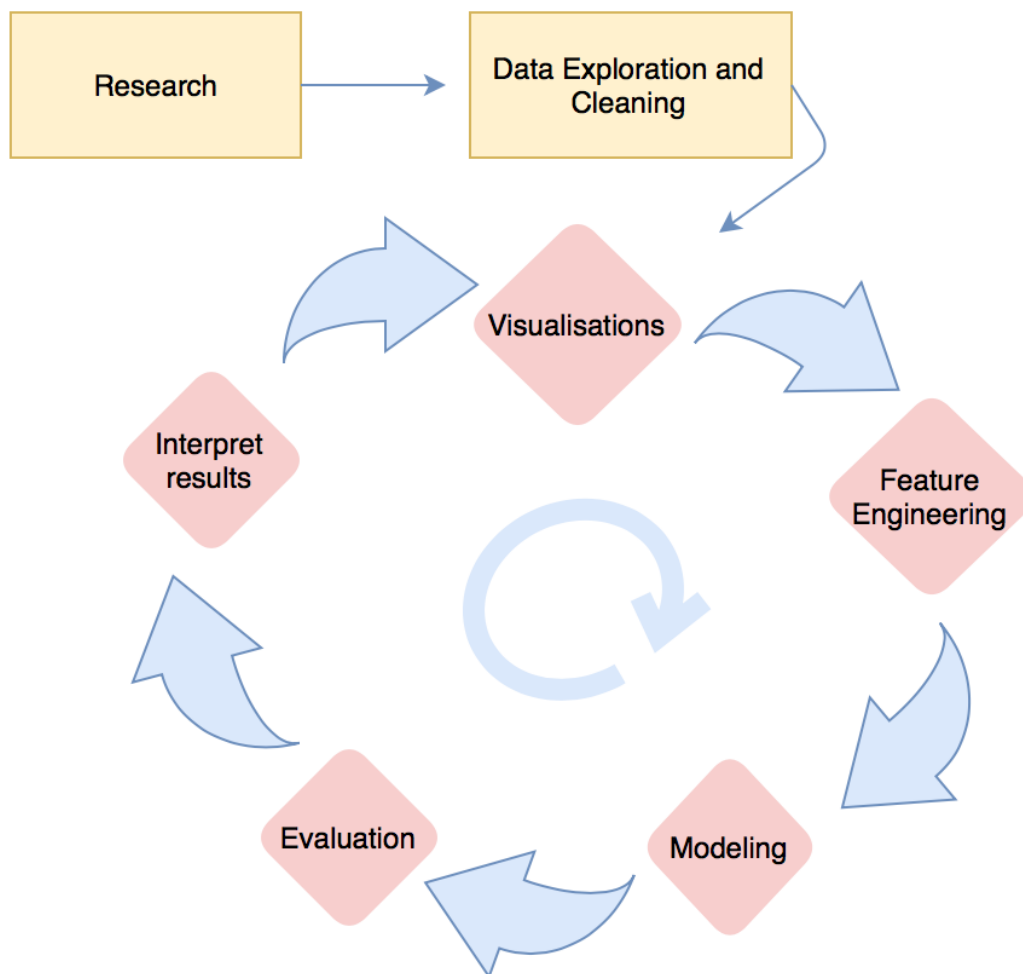 Research
Data Exploration and
Cleaning
Visualisations
Feature
Engineering
Modeling
Evaluation
Interpret
results